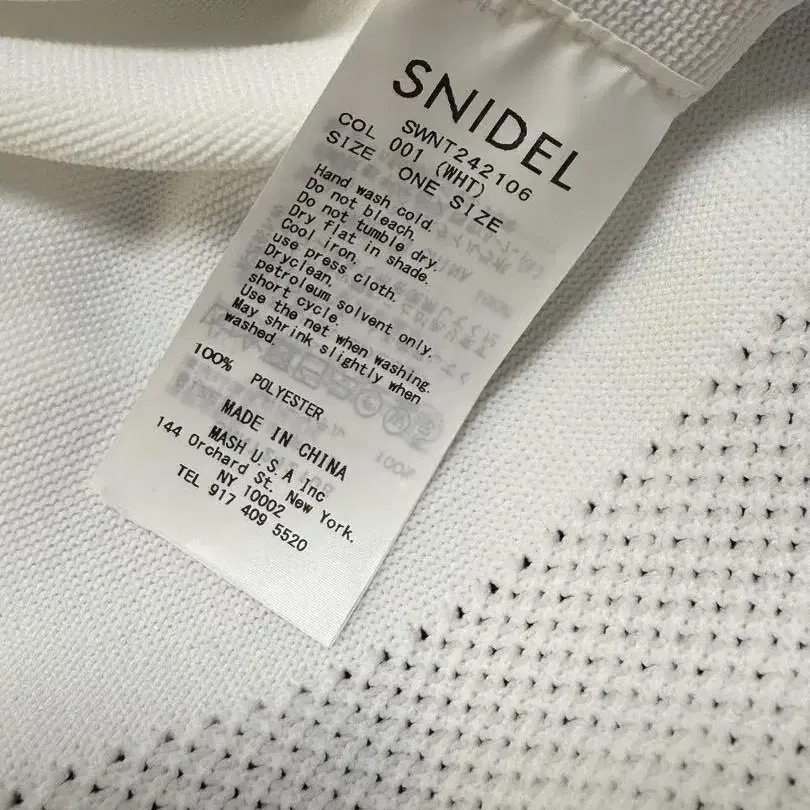 SNIDEL
SWNT242106
COL 001 (WHT)
SIZE ONE SIZE
Hand wash cold.
Do not bleach.
Do not tumble dry.
Dry flat in shade.
Cool iron.
use press cloth.
Dryclean.
petroleum solvent only.
short cycle.
Use the net when washing.
May shrink slightly when
washed.
100% POLYESTER
MADE IN CHINA
MASH U.S.A Inc
144 Orchard St. New York.
NY 10002
TEL 917 409 5520